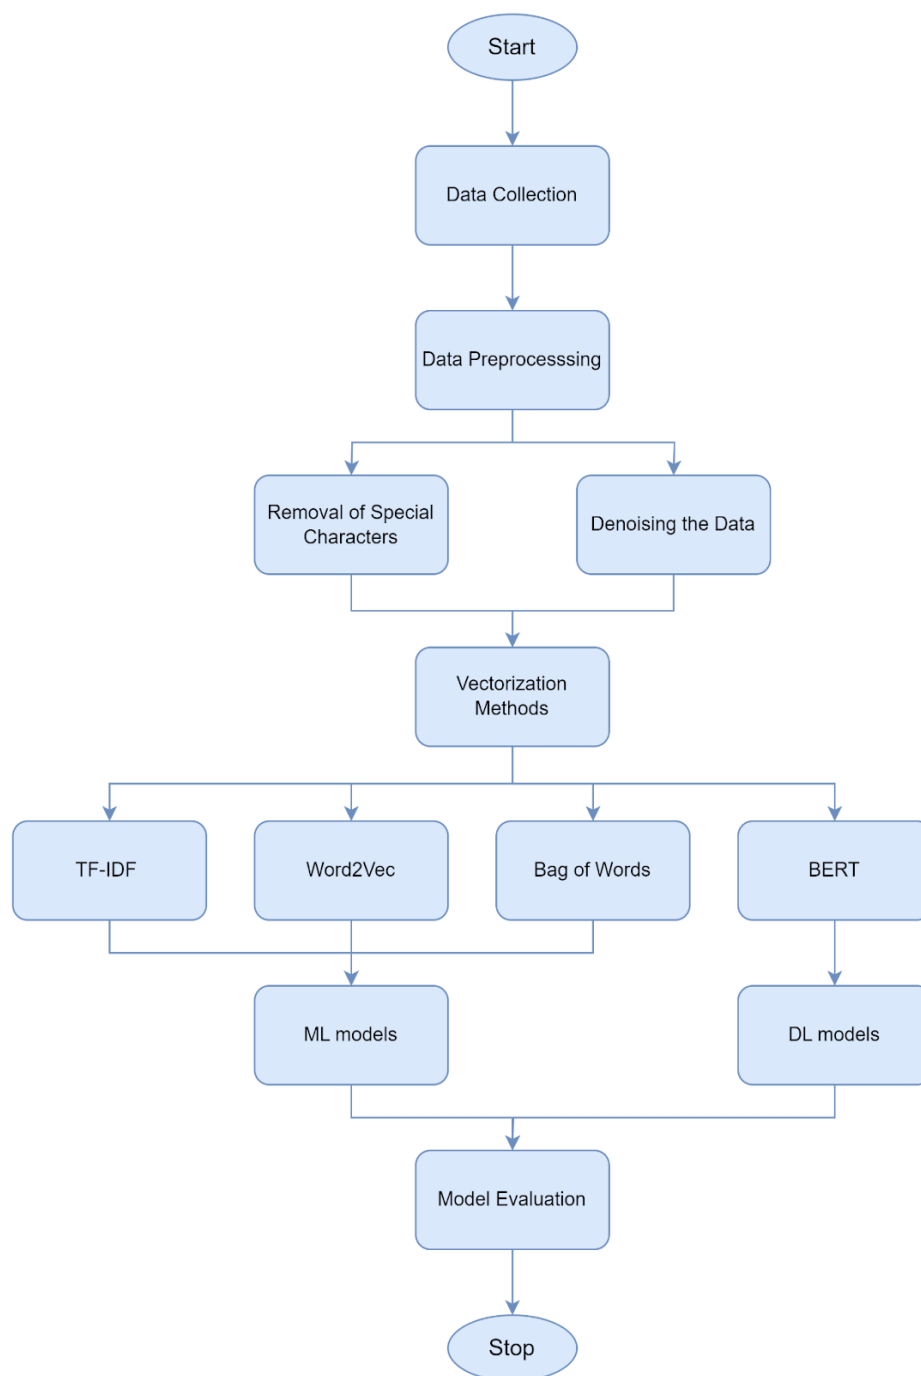 Start
Data Collection
Data Preprocesssing
Removal of Special
Characters
Denoising the Data
Vectorization
Methods
TF-IDF
Word2Vec
Bag of Words
BERT
ML models
DL models
Model Evaluation
Stop